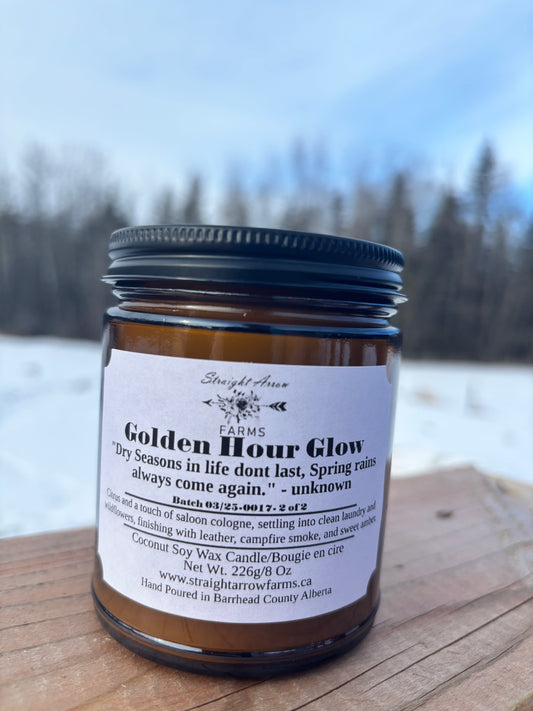 Straight Arrow
FARMS
Golden Hour Glow
"Dry Seasons in life dont last, Spring rains
always come again." - unknown
Batch 03/25-0017- 2 of 2
Citrus and a touch of saloon cologne, settling into clean laundry and
wildflowers, finishing with leather, campfire smoke, and sweet amber
Coconut Soy Wax Candle/Bougie en cire
Net Wt. 226g/8 Oz
www.straightarrowfarms.ca
Hand Poured in Barrhead County Alberta